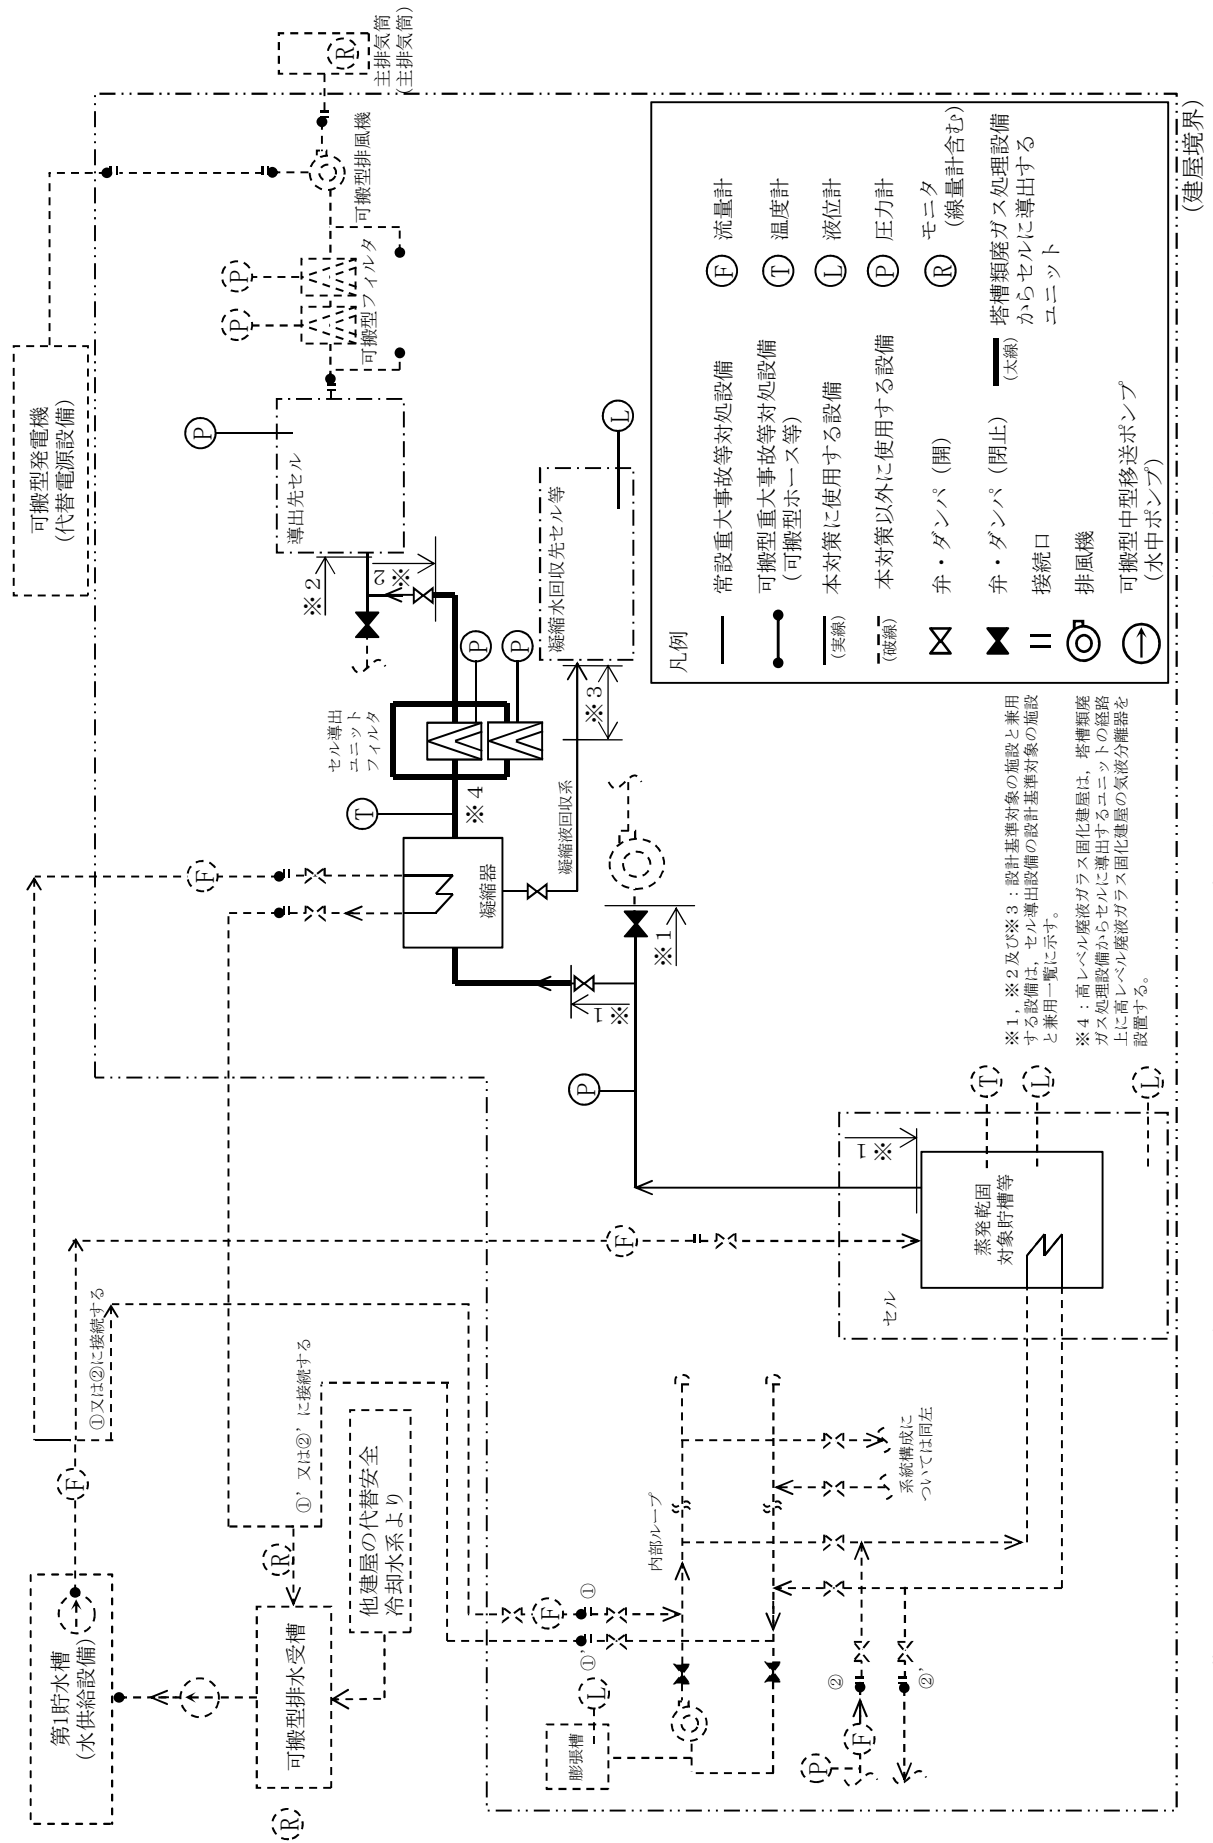 第1貯水槽
(水供給設備)
可搬型排水受槽
他建屋の代替安全
冷却水系より
①又は②に接続する
①’又は②’に接続する
可搬型発電機
(代替電源設備)
主排気筒
(主排気筒)
可搬型排風機
可搬型フィルタ
導出先セル
※2
※2
セル導出
ユニット
フィルタ
※4
凝縮器
凝縮水回収先セル等
凝縮液回収系
※3
※1
※1
※1
セル
蒸発乾固
対象貯槽等
内部ループ
系統構成に
ついては同左
膨張槽
①
①’
②
②’
F
F
F
F
F
R
R
R
P
P
P
P
P
P
P
T
T
L
L
L
L
(建屋境界)
※1，※2及び※3：設計基準対象の施設と兼用
する設備は，セル導出設備の設計基準対象の施設
と兼用一覧に示す。
※4：高レベル廃液ガラス固化建屋は，塔槽類廃
ガス処理設備からセルに導出するユニットの経路
上に高レベル廃液ガラス固化建屋の気液分離器を
設置する。
凡例
常設重大事故等対処設備
可搬型重大事故等対処設備
(可搬型ホース等)
(実線)
本対策に使用する設備
(破線)
本対策以外に使用する設備
弁・ダンパ（開）
弁・ダンパ（閉止）
接続口
排風機
可搬型中型移送ポンプ
(水中ポンプ)
F 流量計
T 温度計
L 液位計
P 圧力計
R モニタ
(線量計含む)
(太線)
塔槽類廃ガス処理設備
からセルに導出する
ユニット